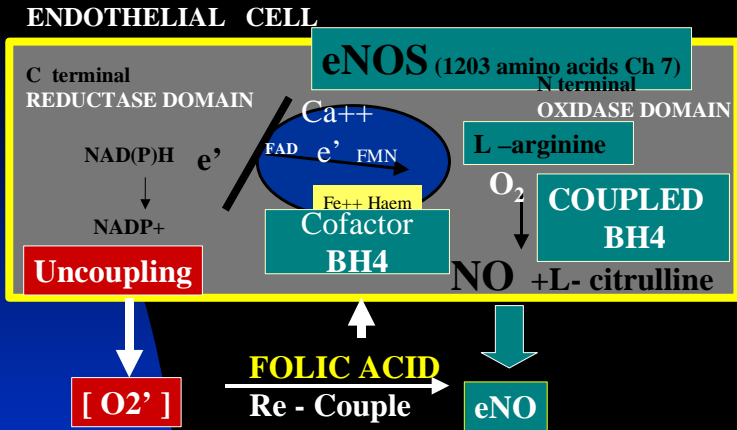 ENDOTHELIAL CELL
eNOS (1203 amino acids Ch 7)
C terminal
REDUCTASE DOMAIN
N terminal
OXIDASE DOMAIN
Ca++
L –arginine
NAD(P)H
e’
FAD
e’
FMN
O2
Fe++ Haem
COUPLED
BH4
NADP+
Cofactor
BH4
Uncoupling
NO +L- citrulline
FOLIC ACID
[ O2’ ]
Re - Couple
eNO